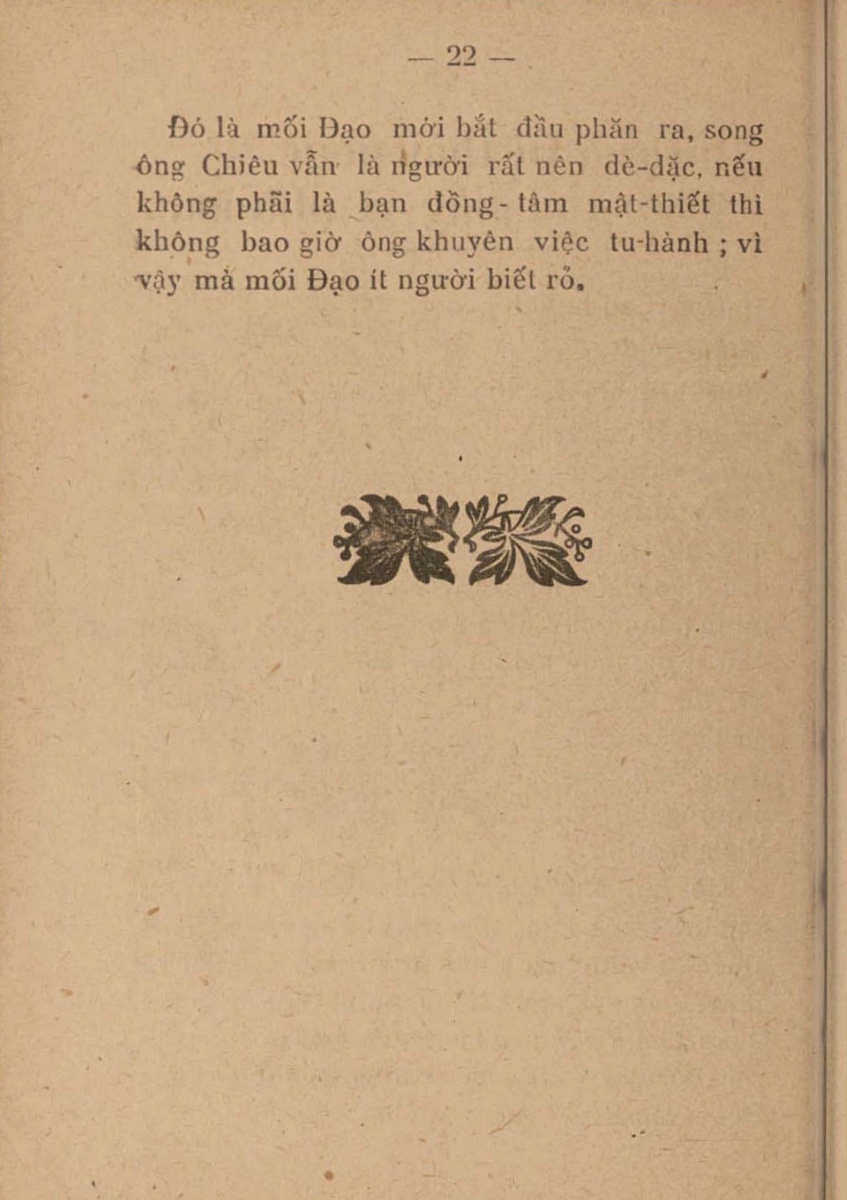 — 22 —
Đó là mối Đạo mới bắt đầu phăn ra, song
ông Chiêu vẫn là người rất nên dè-dặc, nếu
không phãi là bạn đồng-tâm mật-thiết thì
không bao giờ ông khuyên việc tu-hành ; vì
vậy mà mối Đạo ít người biết rỏ.